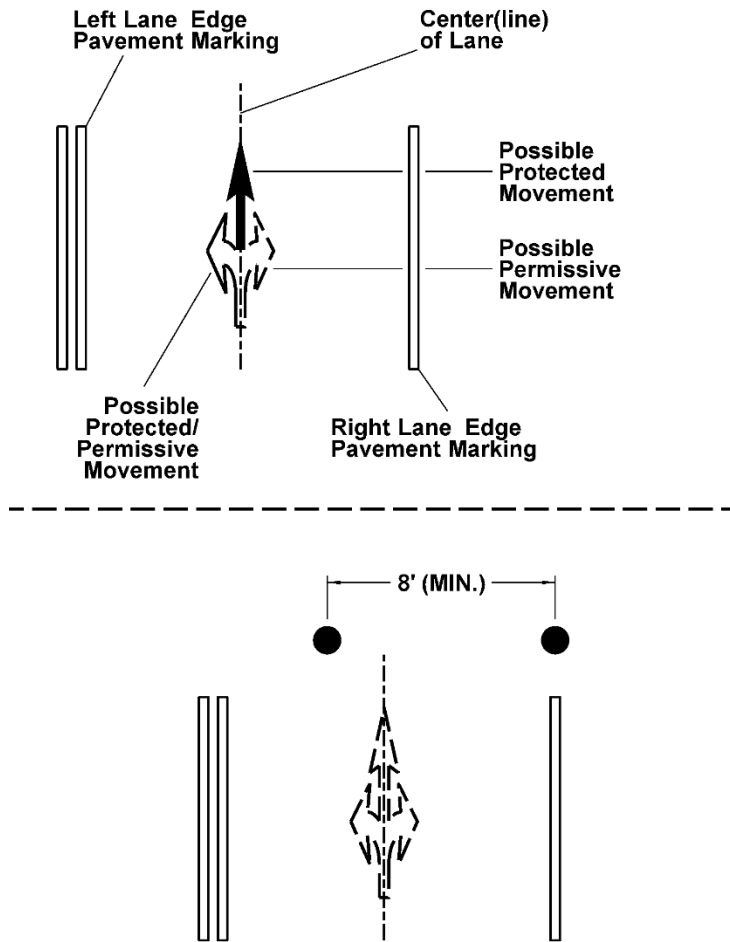 Left Lane Edge
Pavement Marking
Center(line)
of Lane
Possible
Protected
Movement
Possible
Permissive
Movement
Possible
Protected/
Permissive
Movement
Right Lane Edge
Pavement Marking
8' (MIN.)